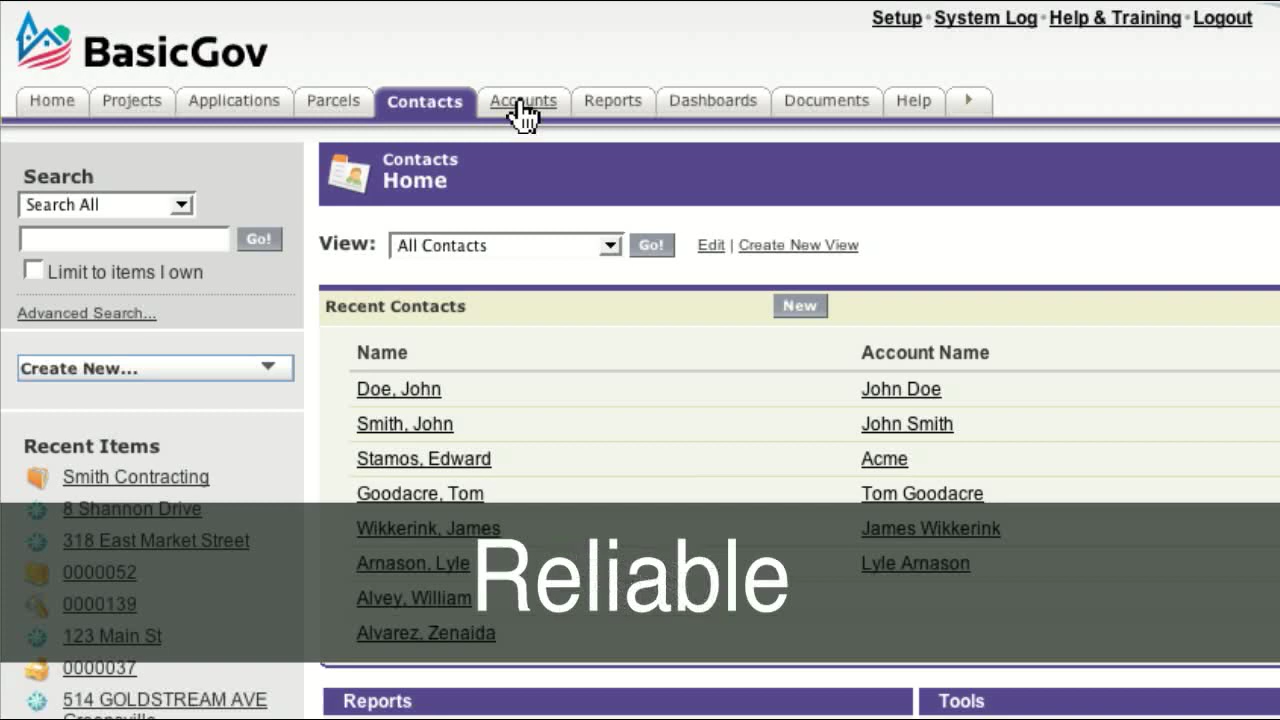 Setup · System Log · Help & Training · Logout
BasicGov
Home Projects Applications Parcels Contacts Accounts Reports Dashboards Documents Help
Search
Search All
Go!
Limit to items I own
Advanced Search...
Create New...
Recent Items
Smith Contracting
8 Shannon Drive
318 East Market Street
0000052
0000139
123 Main St
0000037
514 GOLDSTREAM AVE
Contacts
Home
View: All Contacts Go! Edit | Create New View
Recent Contacts New
Name Account Name
Doe, John John Doe
Smith, John John Smith
Stamos, Edward Acme
Goodacre, Tom Tom Goodacre
Wikkerink, James James Wikkerink
Arnason, Lyle Lyle Arnason
Alvey, William
Alvarez, Zenaida
Reliable
Reports Tools